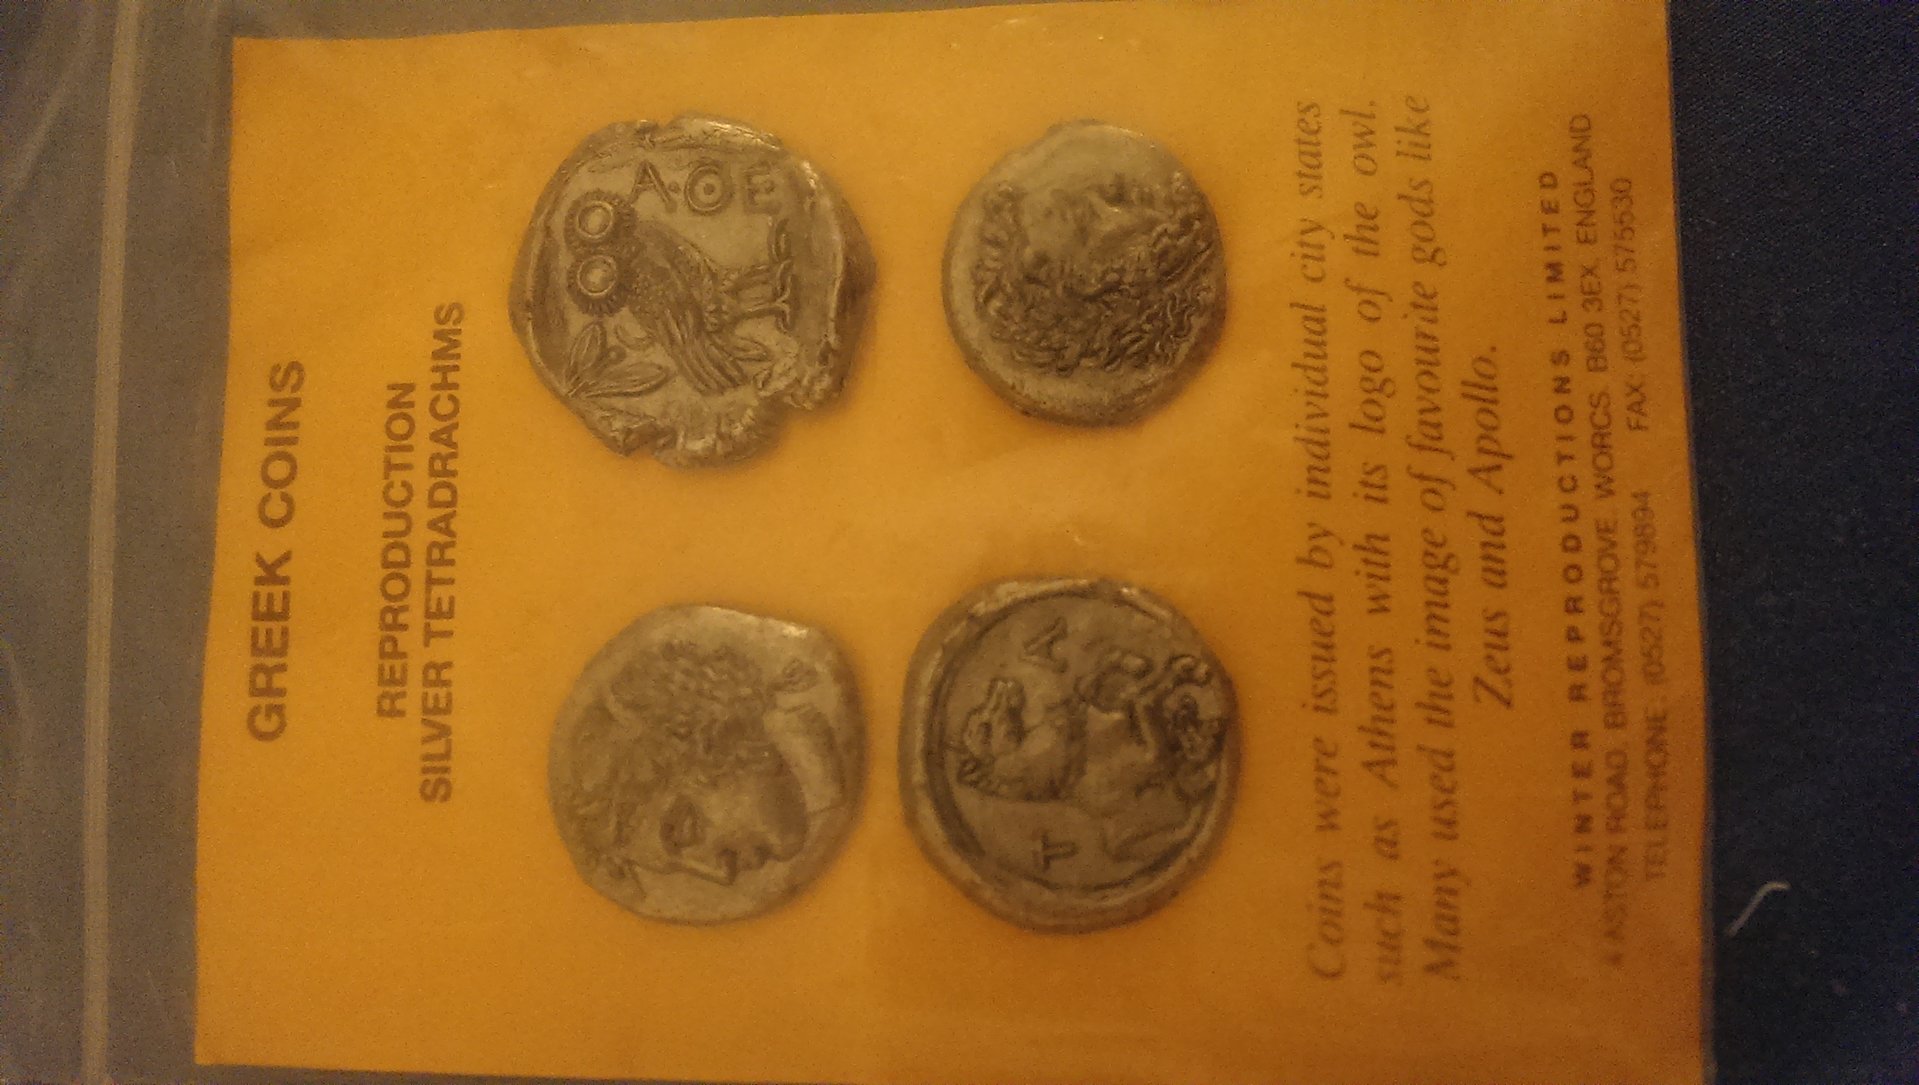 GREEK COINS
REPRODUCTION
SILVER TETRADRACHMS
ΑΘΕ
Τ Α
Coins were issued by individual city states
such as Athens with its logo of the owl.
Many used the image of favourite gods like
Zeus and Apollo.
WINTER REPRODUCTIONS LIMITED
4 ASTON ROAD, BROMSGROVE. WORCS. B60 3EX. ENGLAND
TELEPHONE: (0527) 579894 FAX: (0527) 575530